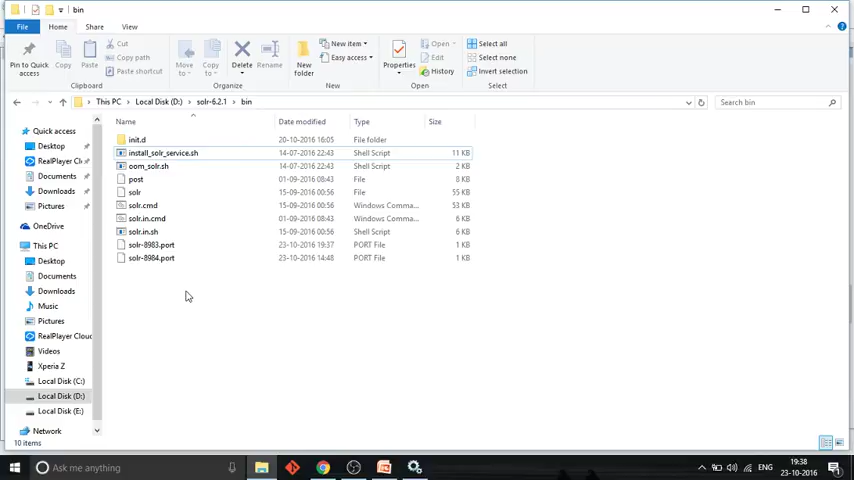 bin
File
Home
Share
View
Pin to Quick access
Copy
Paste
Cut
Copy path
Paste shortcut
Clipboard
Move to
Copy to
Delete
Rename
Organize
New folder
New item
Easy access
New
Properties
Open
Edit
History
Open
Select all
Select none
Invert selection
Select
This PC
Local Disk (D:)
solr-6.2.1
bin
Search bin
Name
Date modified
Type
Size
init.d 20-10-2016 16:05 File folder
install_solr_service.sh 14-07-2016 22:43 Shell Script 11 KB
oom_solr.sh 14-07-2016 22:43 Shell Script 2 KB
post 01-09-2016 08:43 File 8 KB
solr 15-09-2016 00:56 File 55 KB
solr.cmd 15-09-2016 00:56 Windows Comma... 53 KB
solr.in.cmd 01-09-2016 08:43 Windows Comma... 6 KB
solr.in.sh 15-09-2016 00:56 Shell Script 6 KB
solr-8983.port 23-10-2016 19:37 PORT File 1 KB
solr-8984.port 23-10-2016 14:48 PORT File 1 KB
Quick access
Desktop
RealPlayer Clo
Documents
Downloads
Pictures
OneDrive
This PC
Desktop
Documents
Downloads
Music
Pictures
RealPlayer Cloud
Videos
Xperia Z
Local Disk (C:)
Local Disk (D:)
Local Disk (E:)
Network
10 items
Ask me anything
ENG
19:38
23-10-2016